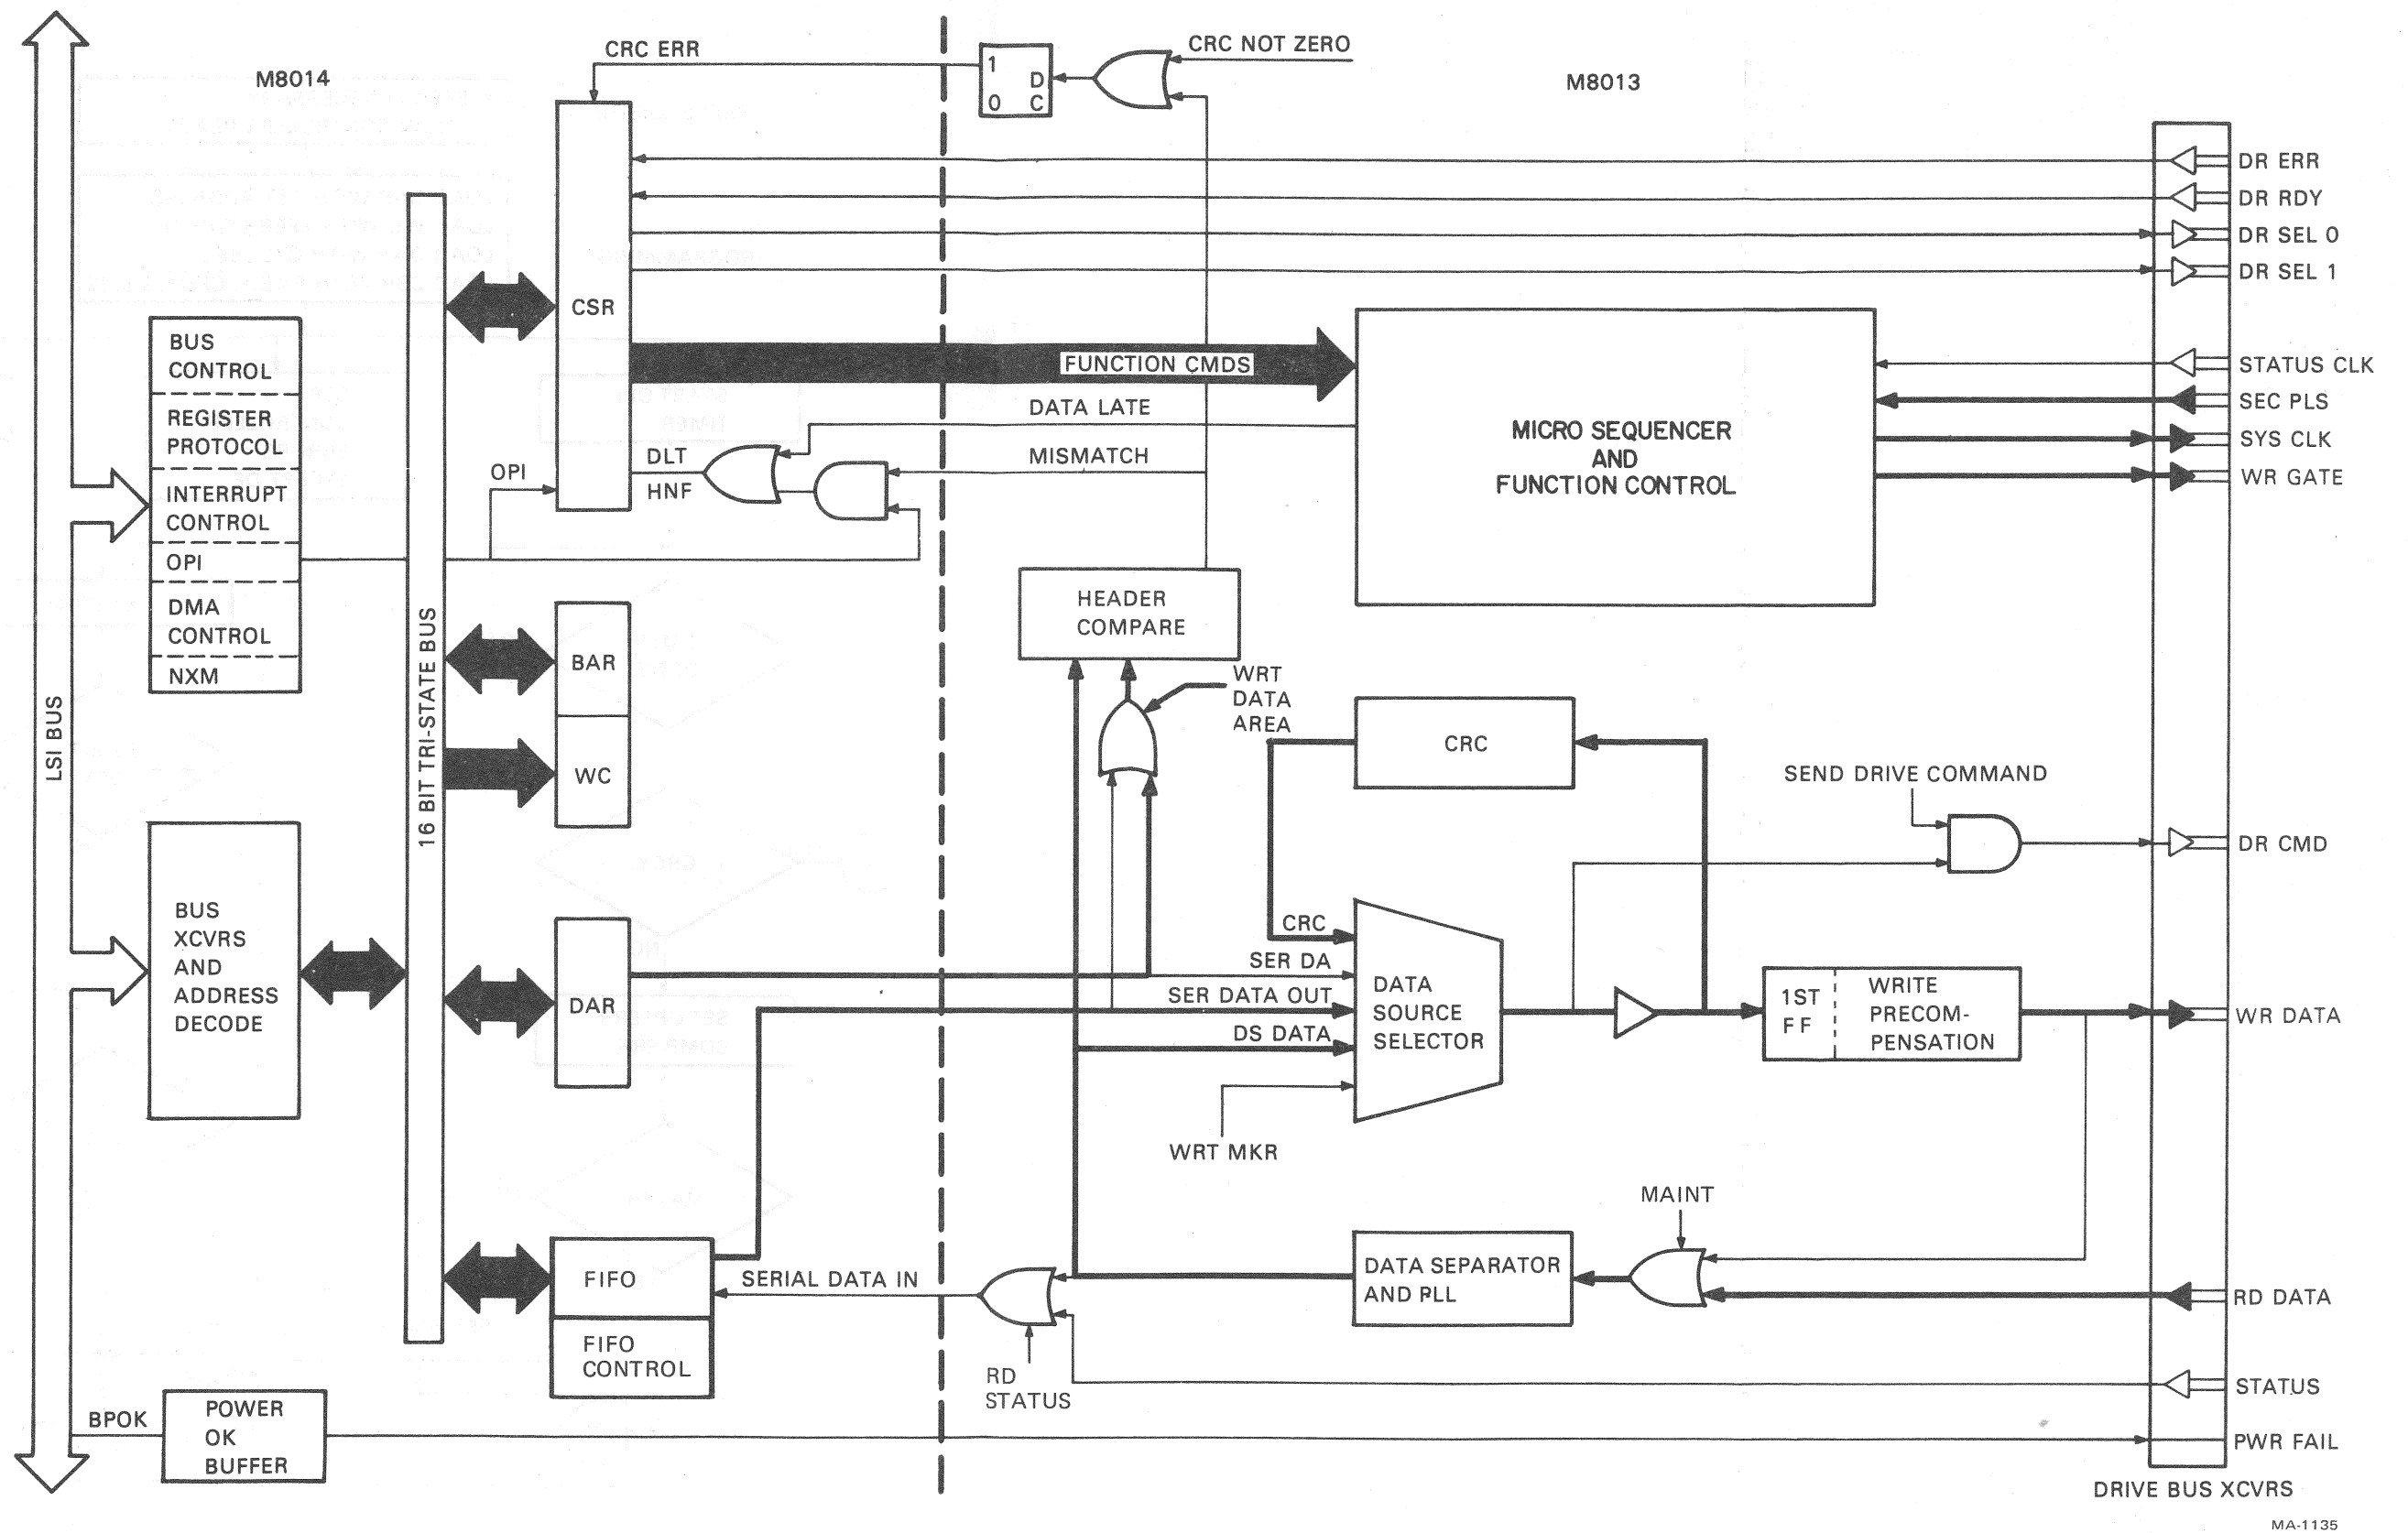 M8014
M8013
CRC ERR
1
D
0
C
CRC NOT ZERO
DR ERR
DR RDY
DR SEL 0
DR SEL 1
STATUS CLK
SEC PLS
SYS CLK
WR GATE
DR CMD
WR DATA
RD DATA
STATUS
PWR FAIL
DRIVE BUS XCVRS
LSI BUS
BUS
CONTROL
REGISTER
PROTOCOL
INTERRUPT
CONTROL
OPI
DMA
CONTROL
NXM
16 BIT TRI-STATE BUS
CSR
FUNCTION CMDS
DATA LATE
MISMATCH
OPI
DLT
HNF
MICRO SEQUENCER
AND
FUNCTION CONTROL
HEADER
COMPARE
WRT
DATA
AREA
BAR
WC
CRC
SEND DRIVE COMMAND
BUS
XCVRS
AND
ADDRESS
DECODE
DAR
CRC
SER DA
SER DATA OUT
DS DATA
WRT MKR
DATA
SOURCE
SELECTOR
1ST
FF
WRITE
PRECOM-
PENSATION
MAINT
DATA SEPARATOR
AND PLL
FIFO
SERIAL DATA IN
FIFO
CONTROL
RD
STATUS
BPOK
POWER
OK
BUFFER
MA-1135